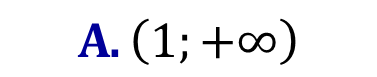 A. (1; +∞)